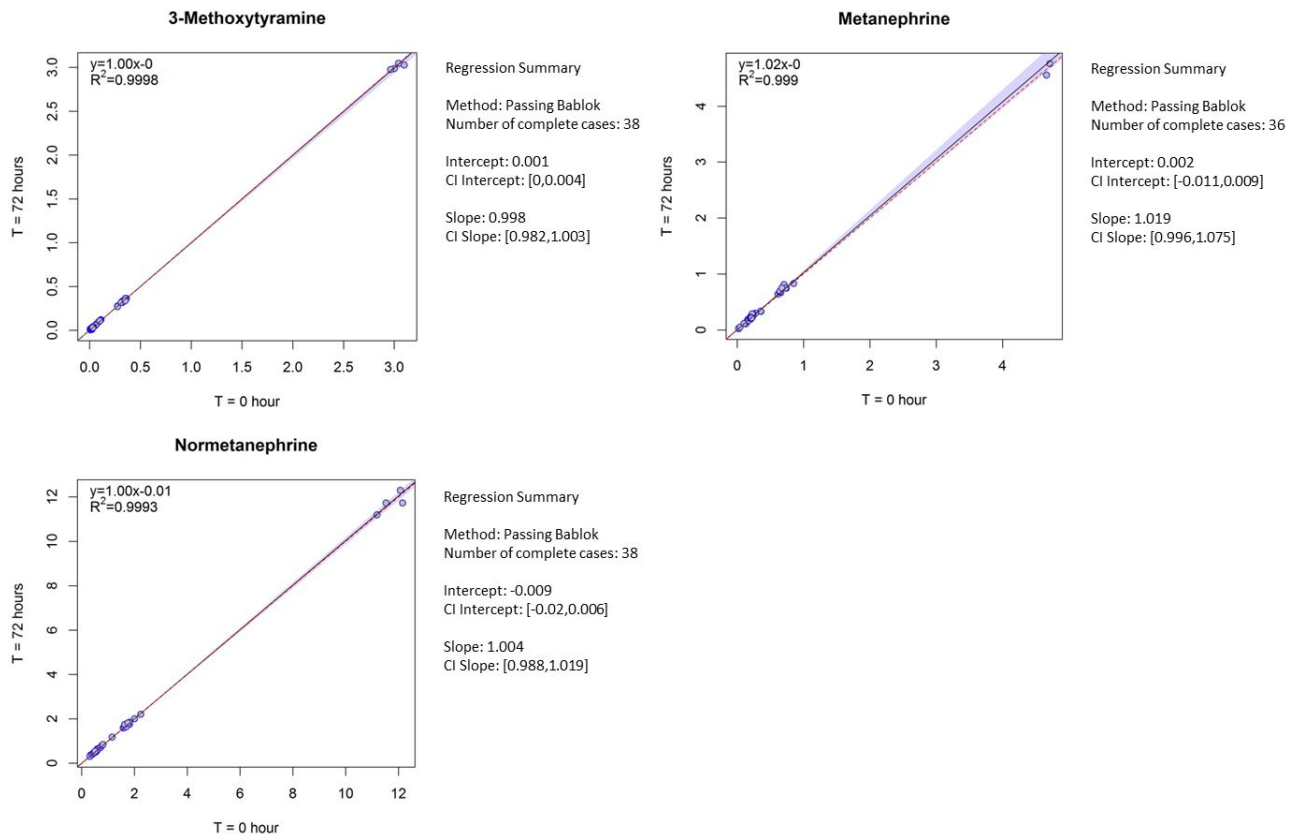 3-Methoxytyramine
y=1.00x-0
R²=0.9998
3.0
2.5
2.0
1.5
1.0
0.5
0.0
T = 72 hours
0.0 0.5 1.0 1.5 2.0 2.5 3.0
T = 0 hour
Regression Summary
Method: Passing Bablok
Number of complete cases: 38
Intercept: 0.001
CI Intercept: [0,0.004]
Slope: 0.998
CI Slope: [0.982,1.003]
Metanephrine
y=1.02x-0
R²=0.999
4
3
2
1
0
T = 72 hours
0 1 2 3 4
T = 0 hour
Regression Summary
Method: Passing Bablok
Number of complete cases: 36
Intercept: 0.002
CI Intercept: [-0.011,0.009]
Slope: 1.019
CI Slope: [0.996,1.075]
Normetanephrine
y=1.00x-0.01
R²=0.9993
12
10
8
6
4
2
0
T = 72 hours
0 2 4 6 8 10 12
T = 0 hour
Regression Summary
Method: Passing Bablok
Number of complete cases: 38
Intercept: -0.009
CI Intercept: [-0.02,0.006]
Slope: 1.004
CI Slope: [0.988,1.019]